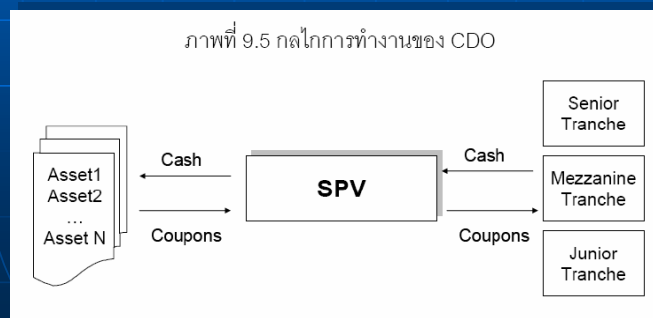 ภาพที่ 9.5 กลไกการทำงานของ CDO
Asset1
Asset2
...
Asset N
Cash
Coupons
SPV
Cash
Coupons
Senior
Tranche
Mezzanine
Tranche
Junior
Tranche